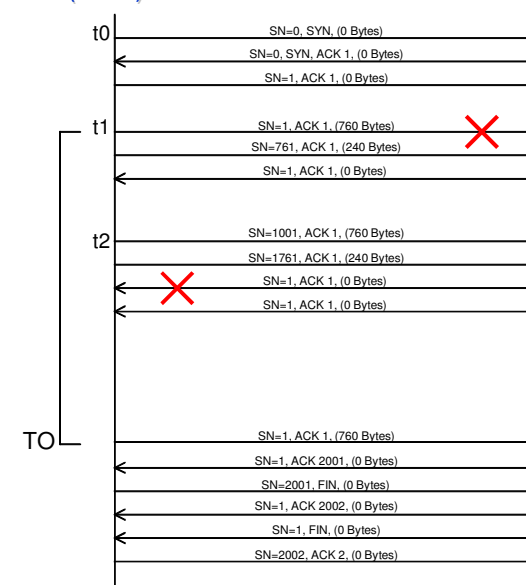 t0
SN=0, SYN, (0 Bytes)
SN=0, SYN, ACK 1, (0 Bytes)
SN=1, ACK 1, (0 Bytes)
t1
SN=1, ACK 1, (760 Bytes)
SN=761, ACK 1, (240 Bytes)
SN=1, ACK 1, (0 Bytes)
t2
SN=1001, ACK 1, (760 Bytes)
SN=1761, ACK 1, (240 Bytes)
SN=1, ACK 1, (0 Bytes)
SN=1, ACK 1, (0 Bytes)
TO
SN=1, ACK 1, (760 Bytes)
SN=1, ACK 2001, (0 Bytes)
SN=2001, FIN, (0 Bytes)
SN=1, ACK 2002, (0 Bytes)
SN=1, FIN, (0 Bytes)
SN=2002, ACK 2, (0 Bytes)